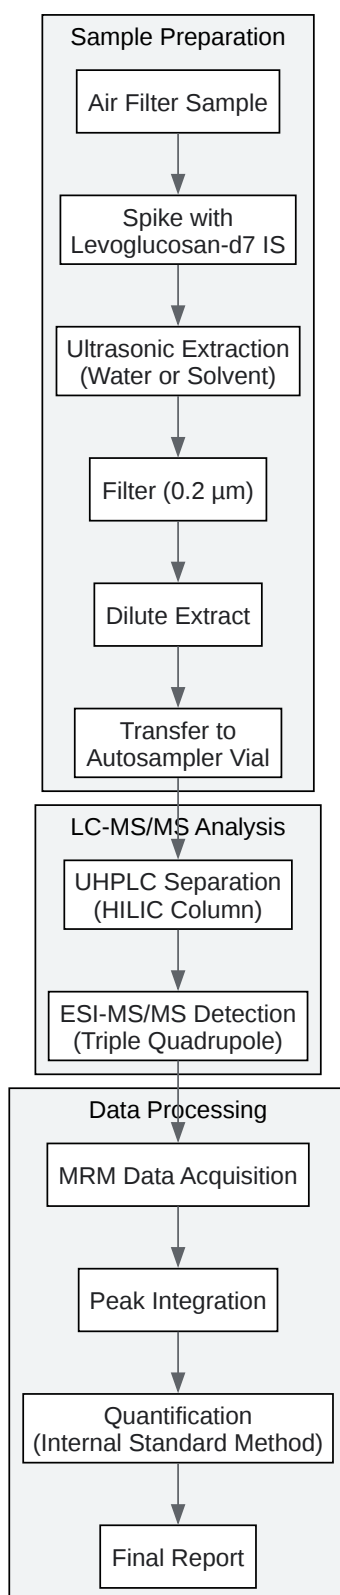 Sample Preparation
Air Filter Sample
Spike with
Levoglucosan-d7 IS
Ultrasonic Extraction
(Water or Solvent)
Filter (0.2 µm)
Dilute Extract
Transfer to
Autosampler Vial
LC-MS/MS Analysis
UHPLC Separation
(HILIC Column)
ESI-MS/MS Detection
(Triple Quadrupole)
Data Processing
MRM Data Acquisition
Peak Integration
Quantification
(Internal Standard Method)
Final Report